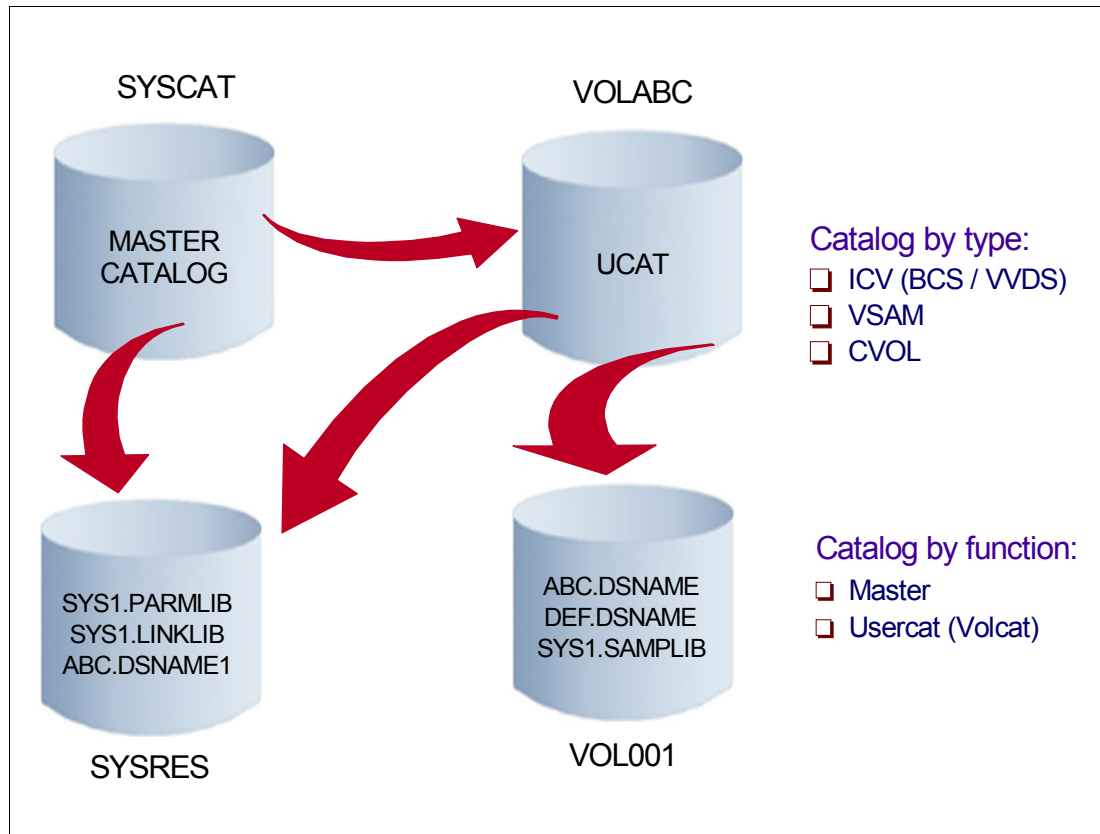 SYSCAT
VOLABC
MASTER
CATALOG
UCAT
Catalog by type:
ICV (BCS / VVDS)
VSAM
CVOL
SYS1.PARMLIB
SYS1.LINKLIB
ABC.DSNAME1
ABC.DSNAME
DEF.DSNAME
SYS1.SAMPLIB
Catalog by function:
Master
Usercat (Volcat)
SYSRES
VOL001